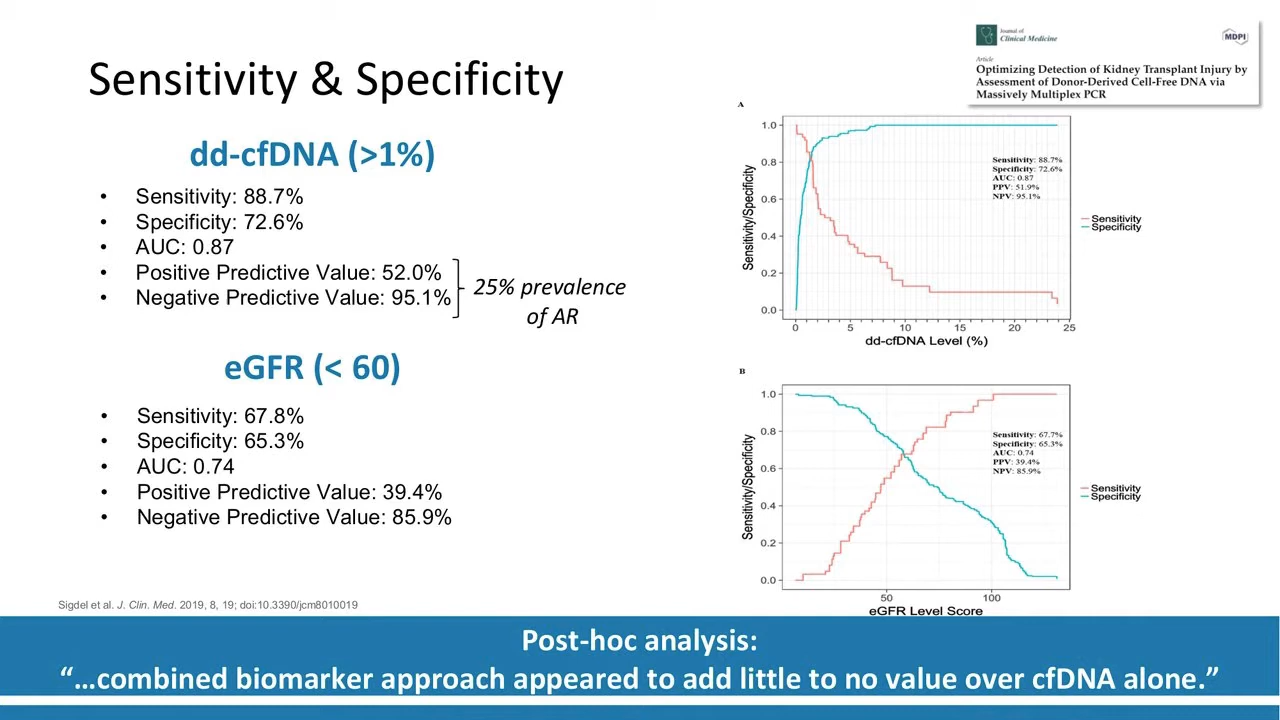 Sensitivity & Specificity
Journal of
Clinical Medicine
MDPI
Article
Optimizing Detection of Kidney Transplant Injury by
Assessment of Donor-Derived Cell-Free DNA via
Massively Multiplex PCR
dd-cfDNA (>1%)
• Sensitivity: 88.7%
• Specificity: 72.6%
• AUC: 0.87
• Positive Predictive Value: 52.0%
• Negative Predictive Value: 95.1%
25% prevalence
of AR
eGFR (< 60)
• Sensitivity: 67.8%
• Specificity: 65.3%
• AUC: 0.74
• Positive Predictive Value: 39.4%
• Negative Predictive Value: 85.9%
A
Sensitivity/Specificity
1.0
0.8
0.6
0.4
0.2
0.0
Sensitivity: 88.7%
Specificity: 72.6%
AUC: 0.87
PPV: 51.9%
NPV: 95.1%
Sensitivity
Specificity
0 5 10 15 20 25
dd-cfDNA Level (%)
B
Sensitivity/Specificity
1.0
0.8
0.6
0.4
0.2
0.0
Sensitivity: 67.7%
Specificity: 65.3%
AUC: 0.74
PPV: 39.4%
NPV: 85.9%
Sensitivity
Specificity
50 100
eGFR Level Score
Sigdel et al. J. Clin. Med. 2019, 8, 19; doi:10.3390/jcm8010019
Post-hoc analysis:
“…combined biomarker approach appeared to add little to no value over cfDNA alone.”